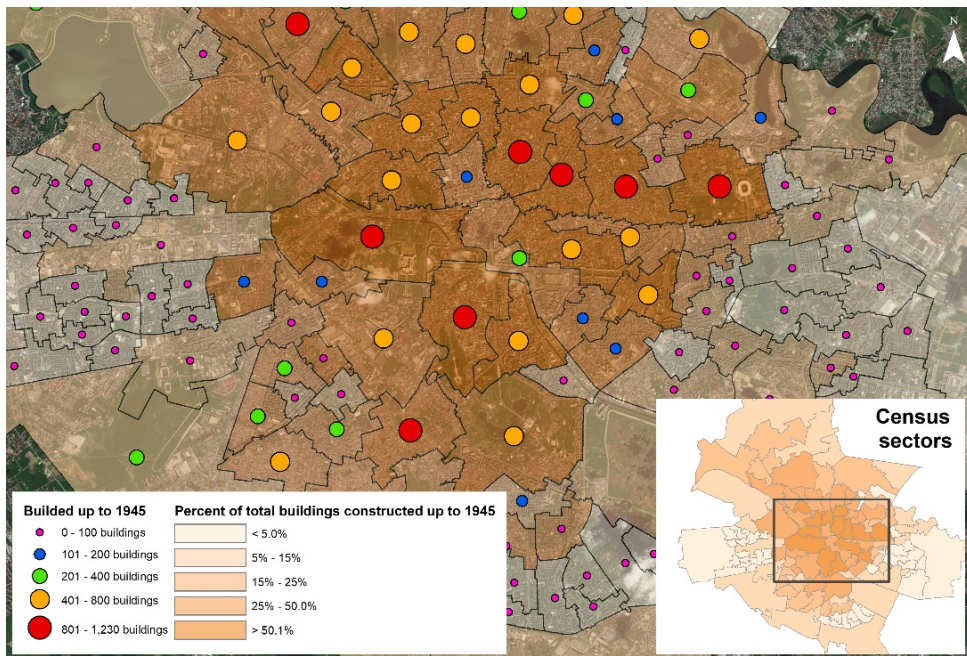 N
Census
sectors
Builded up to 1945
0 - 100 buildings
101 - 200 buildings
201 - 400 buildings
401 - 800 buildings
801 - 1,230 buildings
Percent of total buildings constructed up to 1945
< 5.0%
5% - 15%
15% - 25%
25% - 50.0%
> 50.1%